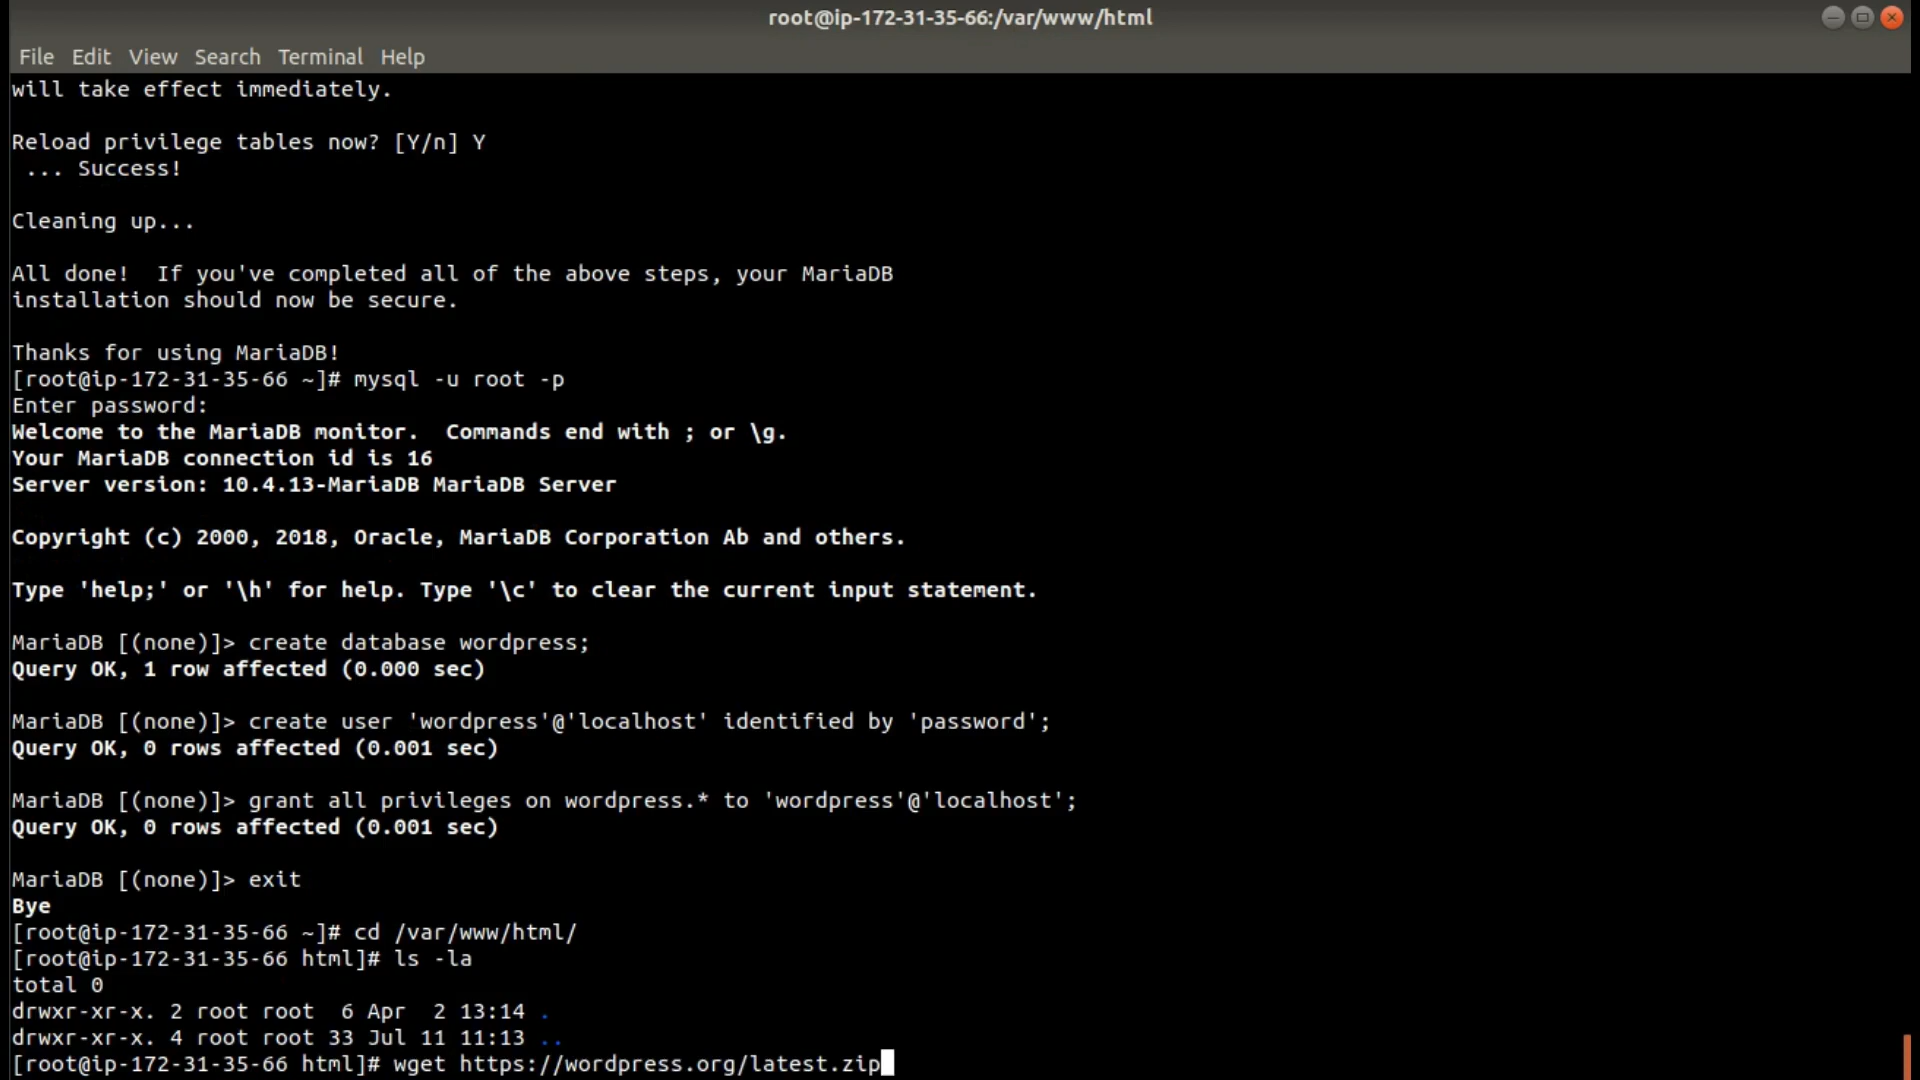 root@ip-172-31-35-66:/var/www/html
File Edit View Search Terminal Help
will take effect immediately.
Reload privilege tables now? [Y/n] Y
 ... Success!
Cleaning up...
All done!  If you've completed all of the above steps, your MariaDB
installation should now be secure.
Thanks for using MariaDB!
[root@ip-172-31-35-66 ~]# mysql -u root -p
Enter password:
Welcome to the MariaDB monitor.  Commands end with ; or \g.
Your MariaDB connection id is 16
Server version: 10.4.13-MariaDB MariaDB Server
Copyright (c) 2000, 2018, Oracle, MariaDB Corporation Ab and others.
Type 'help;' or '\h' for help. Type '\c' to clear the current input statement.
MariaDB [(none)]> create database wordpress;
Query OK, 1 row affected (0.000 sec)
MariaDB [(none)]> create user 'wordpress'@'localhost' identified by 'password';
Query OK, 0 rows affected (0.001 sec)
MariaDB [(none)]> grant all privileges on wordpress.* to 'wordpress'@'localhost';
Query OK, 0 rows affected (0.001 sec)
MariaDB [(none)]> exit
Bye
[root@ip-172-31-35-66 ~]# cd /var/www/html/
[root@ip-172-31-35-66 html]# ls -la
total 0
drwxr-xr-x. 2 root root  6 Apr  2 13:14 .
drwxr-xr-x. 4 root root 33 Jul 11 11:13 ..
[root@ip-172-31-35-66 html]# wget https://wordpress.org/latest.zip